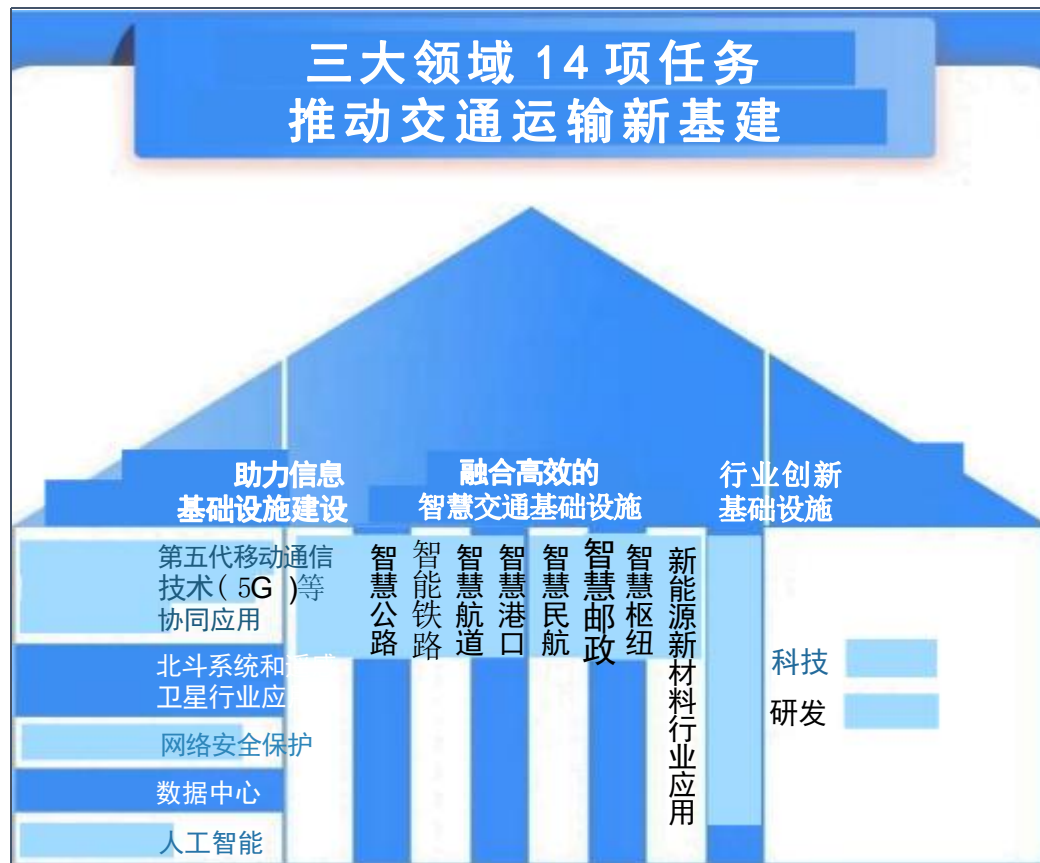 三大领域 14 项任务
推动交通运输新基建
助力信息
基础设施建设
融合高效的
智慧交通基础设施
行业创新
基础设施
第五代移动通信
技术( 5G )等
协同应用
北斗系统和遥感
卫星行业应
网络安全保护
数据中心
人工智能
智慧公路
智能铁路
智慧航道
智慧港口
智慧民航
智慧邮政
智慧枢纽
新能源新材料行业应用
科技
研发